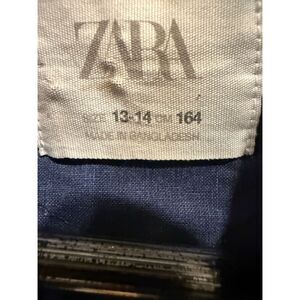 ZARA
SIZE 13-14 CM 164
MADE IN BANGLADESH